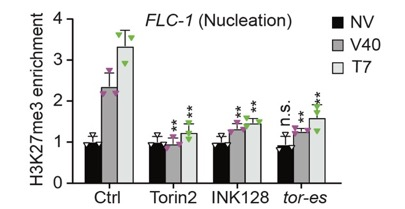 FLC-1 (Nucleation)
NV
V40
T7
H3K27me3 enrichment
4
3
2
1
0
** ** ** ** n.s. ** **
Ctrl Torin2 INK128 tor-es